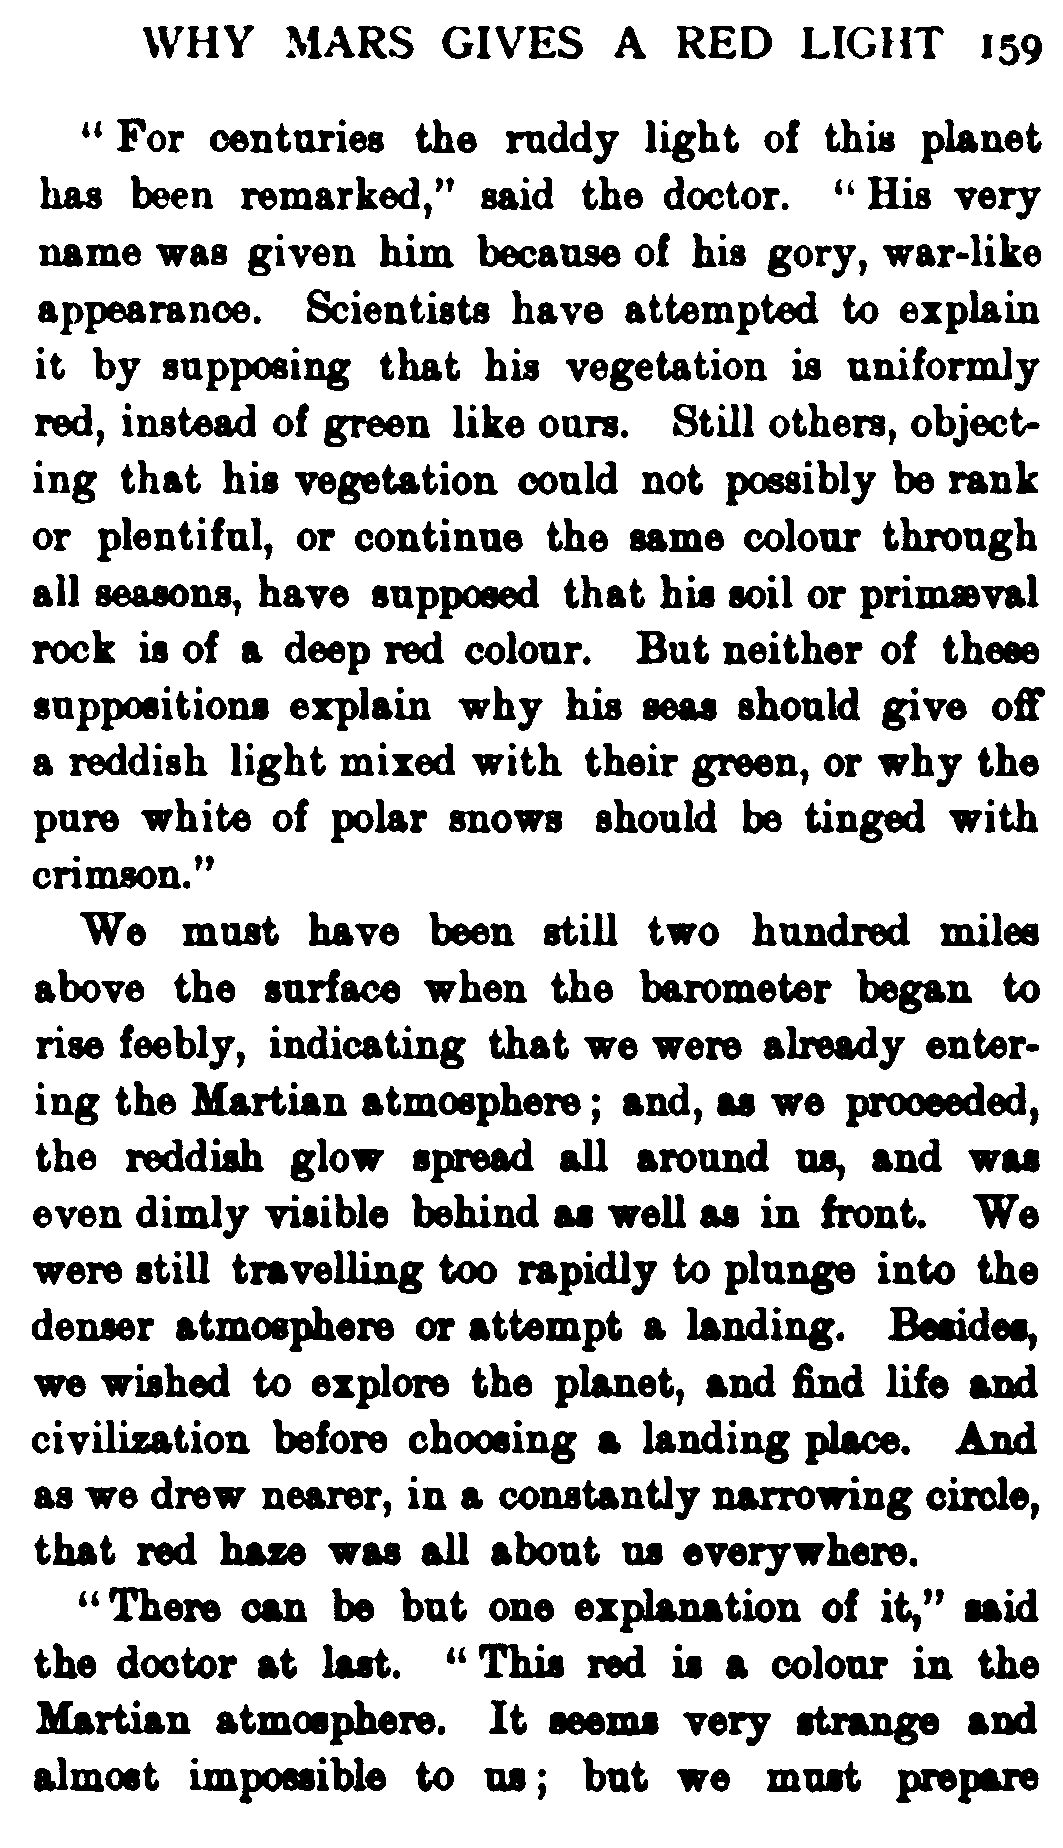 WHY MARS GIVES A RED LIGHT 159
“ For centuries the ruddy light of this planet
has been remarked,” said the doctor. “ His very
name was given him because of his gory, war-like
appearance. Scientists have attempted to explain
it by supposing that his vegetation is uniformly
red, instead of green like ours. Still others, object-
ing that his vegetation could not possibly be rank
or plentiful, or continue the same colour through
all seasons, have supposed that his soil or primæval
rock is of a deep red colour. But neither of these
suppositions explain why his seas should give off
a reddish light mixed with their green, or why the
pure white of polar snows should be tinged with
crimson.”
We must have been still two hundred miles
above the surface when the barometer began to
rise feebly, indicating that we were already enter-
ing the Martian atmosphere ; and, as we proceeded,
the reddish glow spread all around us, and was
even dimly visible behind as well as in front. We
were still travelling too rapidly to plunge into the
denser atmosphere or attempt a landing. Besides,
we wished to explore the planet, and find life and
civilization before choosing a landing place. And
as we drew nearer, in a constantly narrowing circle,
that red haze was all about us everywhere.
“ There can be but one explanation of it,” said
the doctor at last. “ This red is a colour in the
Martian atmosphere. It seems very strange and
almost impossible to us ; but we must prepare